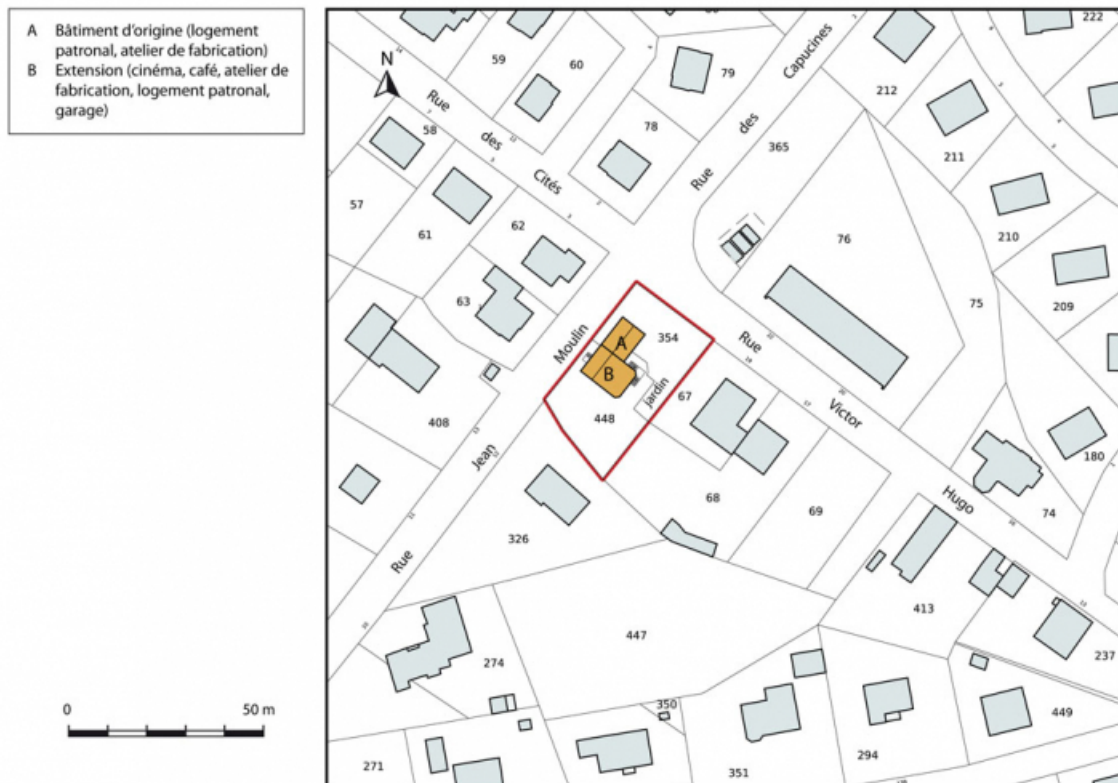 A Bâtiment d'origine (logement
patronal, atelier de fabrication)
B Extension (cinéma, café, atelier de
fabrication, logement patronal,
garage)
N
0 50 m
222
59
60
79
Rue des Capucines
212
58
Rue des Cités
78
365
211
57
61
62
76
210
63
75
209
Rue Jean Moulin
A
354
B
Rue Victor Hugo
jardin
67
448
408
180
68
69
74
326
413
447
274
237
350
449
271
351
294